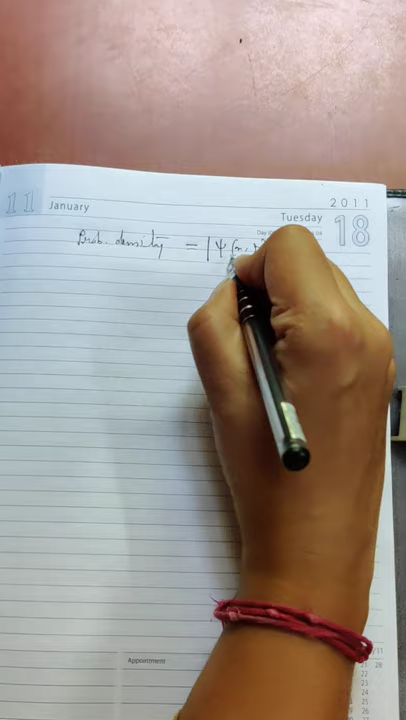 11
January
2011
Tuesday
18
Prob. density = |Ψ(x,t)
Appointment